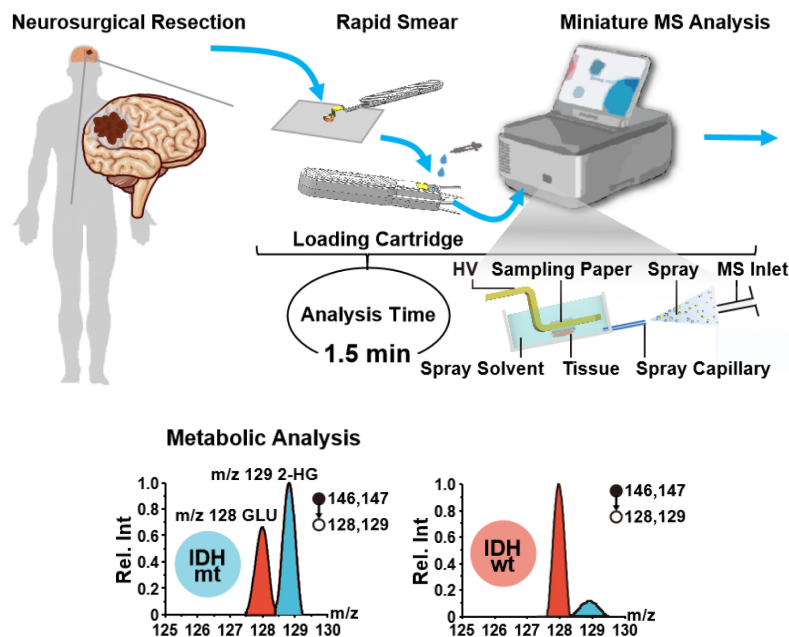 Neurosurgical Resection
Rapid Smear
Miniature MS Analysis
Loading Cartridge
Analysis Time
1.5 min
HV
Sampling Paper
Spray
MS Inlet
Spray Solvent
Tissue
Spray Capillary
Metabolic Analysis
m/z 129 2-HG
m/z 128 GLU
146,147
128,129
IDH
mt
Rel. Int
1.0
0.8
0.6
0.4
0.2
0
125 126 127 128 129 130
m/z
146,147
128,129
IDH
wt
Rel. Int
1.0
0.8
0.6
0.4
0.2
0
125 126 127 128 129 130
m/z